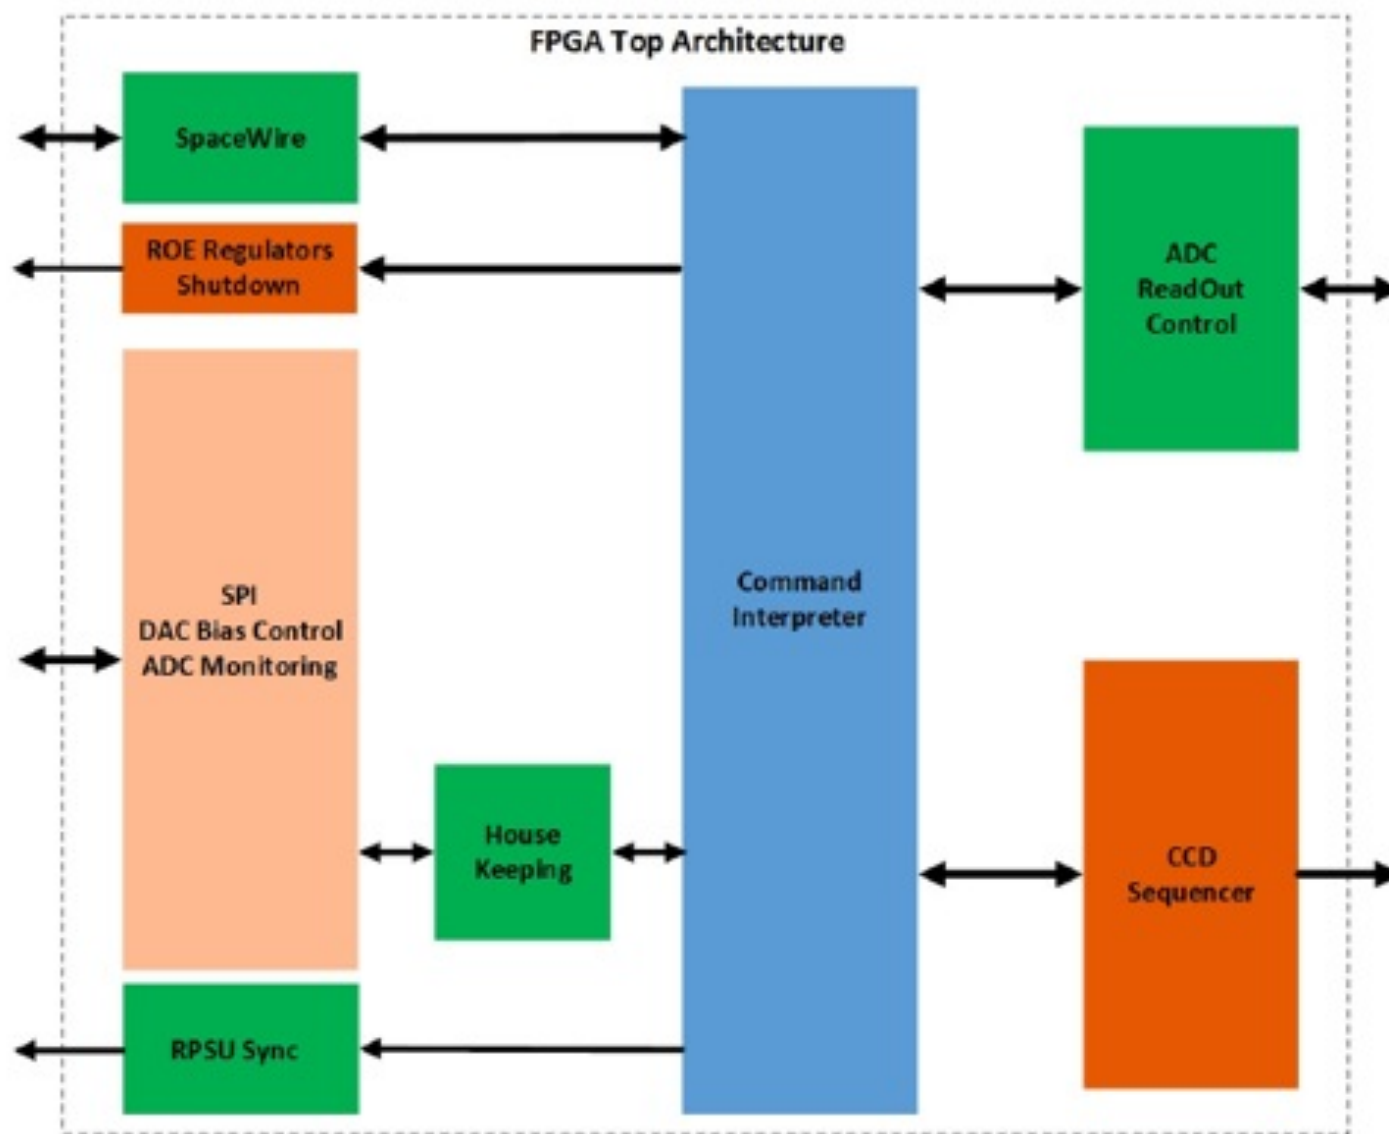 FPGA Top Architecture
SpaceWire
ROE Regulators
Shutdown
ADC
ReadOut
Control
SPI
DAC Bias Control
ADC Monitoring
Command
Interpreter
House
Keeping
CCD
Sequencer
RPSU Sync